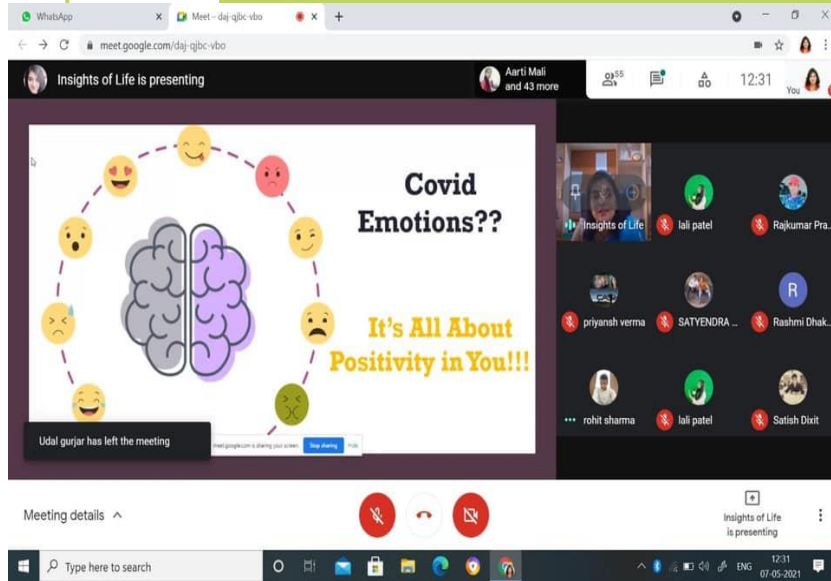 WhatsApp
Meet – daj-qjbc-vbo
meet.google.com/daj-qjbc-vbo
Insights of Life is presenting
Aarti Mali
and 43 more
55
12:31
You
Covid
Emotions??
It's All About
Positivity in You!!!
Udal gurjar has left the meeting
meet.google.com is sharing your screen.
Stop sharing
Hide
Insights of Life
lali patel
Rajkumar Pra...
priyansh verma
SATYENDRA ...
R
Rashmi Dhak...
rohit sharma
lali patel
Satish Dixit
Meeting details
Insights of Life
is presenting
Type here to search
ENG
12:31
07-05-2021